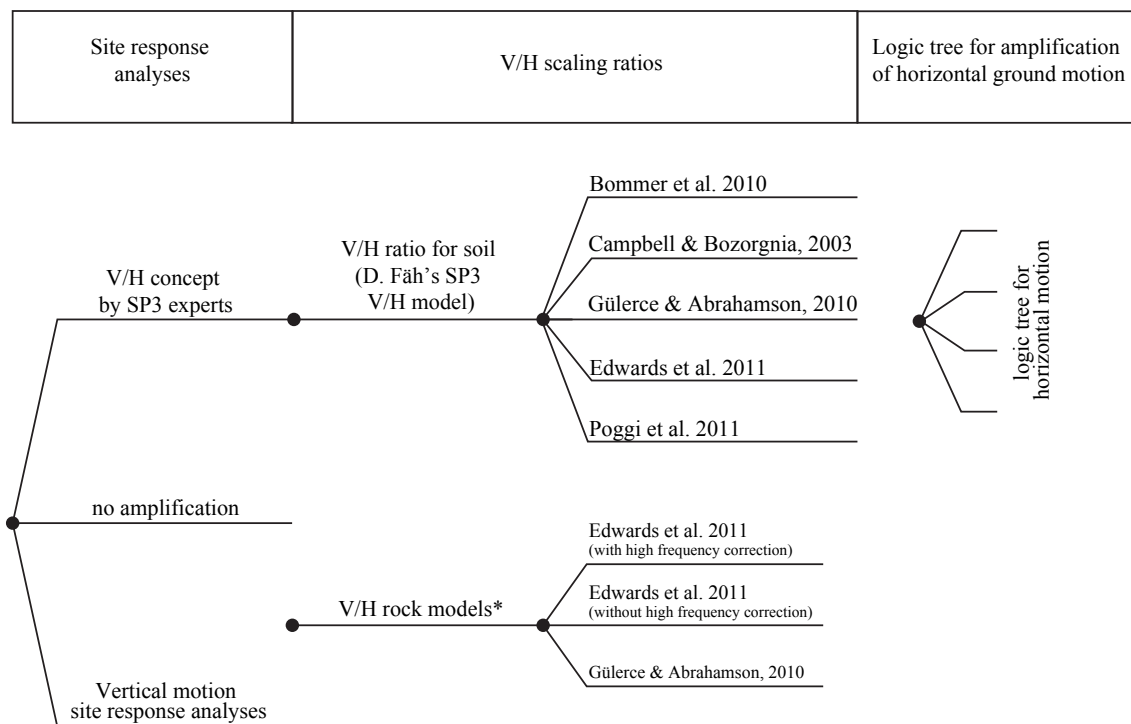 Site response
analyses
V/H scaling ratios
Logic tree for amplification
of horizontal ground motion
V/H concept
by SP3 experts
V/H ratio for soil
(D. Fäh's SP3
V/H model)
Bommer et al. 2010
Campbell & Bozorgnia, 2003
Gülerce & Abrahamson, 2010
Edwards et al. 2011
Poggi et al. 2011
logic tree for
horizontal motion
no amplification
V/H rock models*
Edwards et al. 2011
(with high frequency correction)
Edwards et al. 2011
(without high frequency correction)
Gülerce & Abrahamson, 2010
Vertical motion
site response analyses